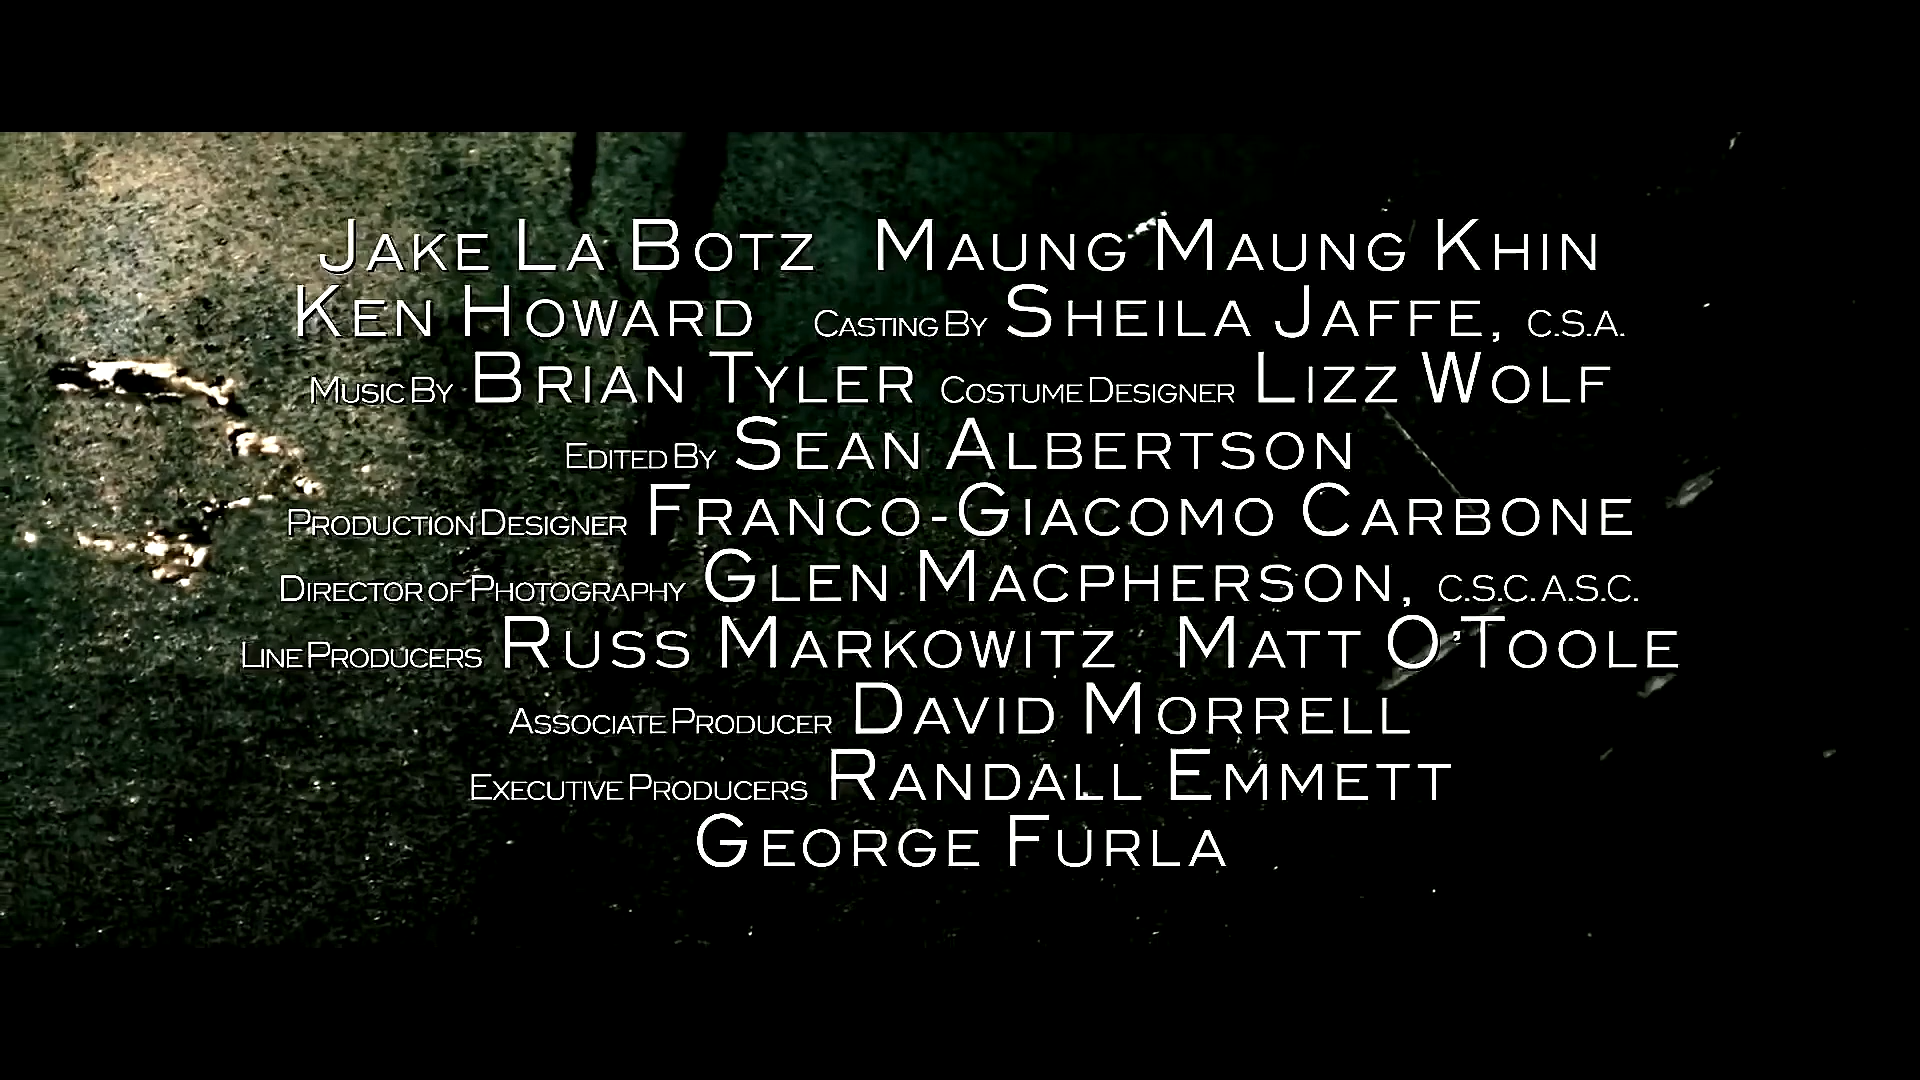 Jake La Botz Maung Maung Khin
Ken Howard Casting By Sheila Jaffe, C.S.A.
Music By Brian Tyler Costume Designer Lizz Wolf
Edited By Sean Albertson
Production Designer Franco-Giacomo Carbone
Director of Photography Glen Macpherson, C.S.C. A.S.C.
Line Producers Russ Markowitz Matt O'Toole
Associate Producer David Morrell
Executive Producers Randall Emmett
George Furla